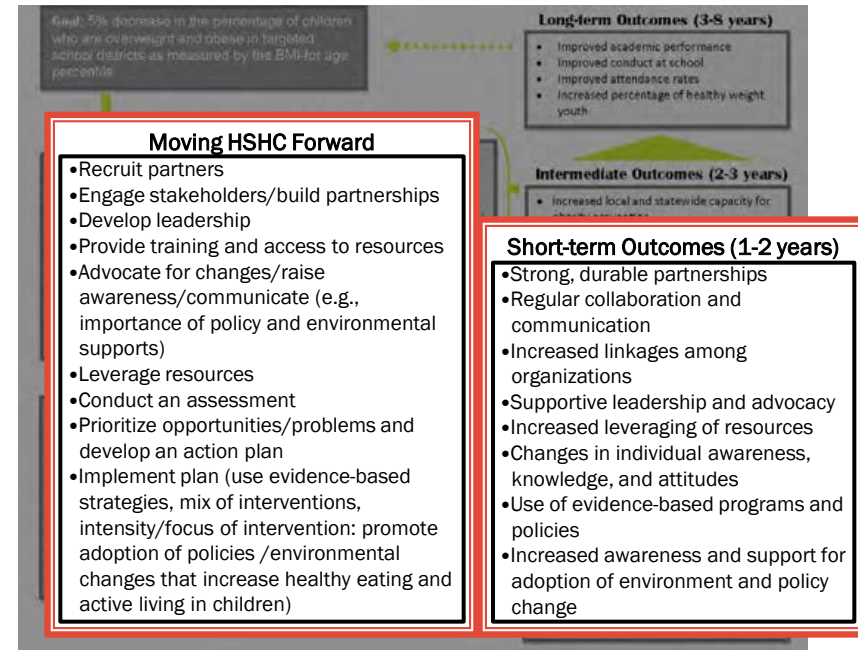 Goal: 5% decrease in the percentage of children
who are overweight and obese in targeted
school districts as measured by the BMI-for age
percentile
Long-term Outcomes (3-8 years)
• Improved academic performance
• Improved conduct at school
• Improved attendance rates
• Increased percentage of healthy weight
youth
Intermediate Outcomes (2-3 years)
• Increased local and statewide capacity for
Moving HSHC Forward
•Recruit partners
•Engage stakeholders/build partnerships
•Develop leadership
•Provide training and access to resources
•Advocate for changes/raise
awareness/communicate (e.g.,
importance of policy and environmental
supports)
•Leverage resources
•Conduct an assessment
•Prioritize opportunities/problems and
develop an action plan
•Implement plan (use evidence-based
strategies, mix of interventions,
intensity/focus of intervention: promote
adoption of policies /environmental
changes that increase healthy eating and
active living in children)
Short-term Outcomes (1-2 years)
•Strong, durable partnerships
•Regular collaboration and
communication
•Increased linkages among
organizations
•Supportive leadership and advocacy
•Increased leveraging of resources
•Changes in individual awareness,
knowledge, and attitudes
•Use of evidence-based programs and
policies
•Increased awareness and support for
adoption of environment and policy
change